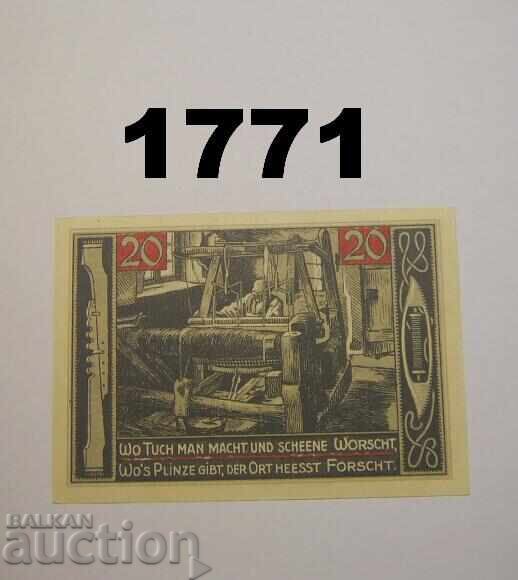 1771
20 20
WO TUCH MAN MACHT UND SCHEENE WORSCHT,
WO'S PLINZE GIBT, DER ORT HEESST FORSCHT.
BALKAN
auction